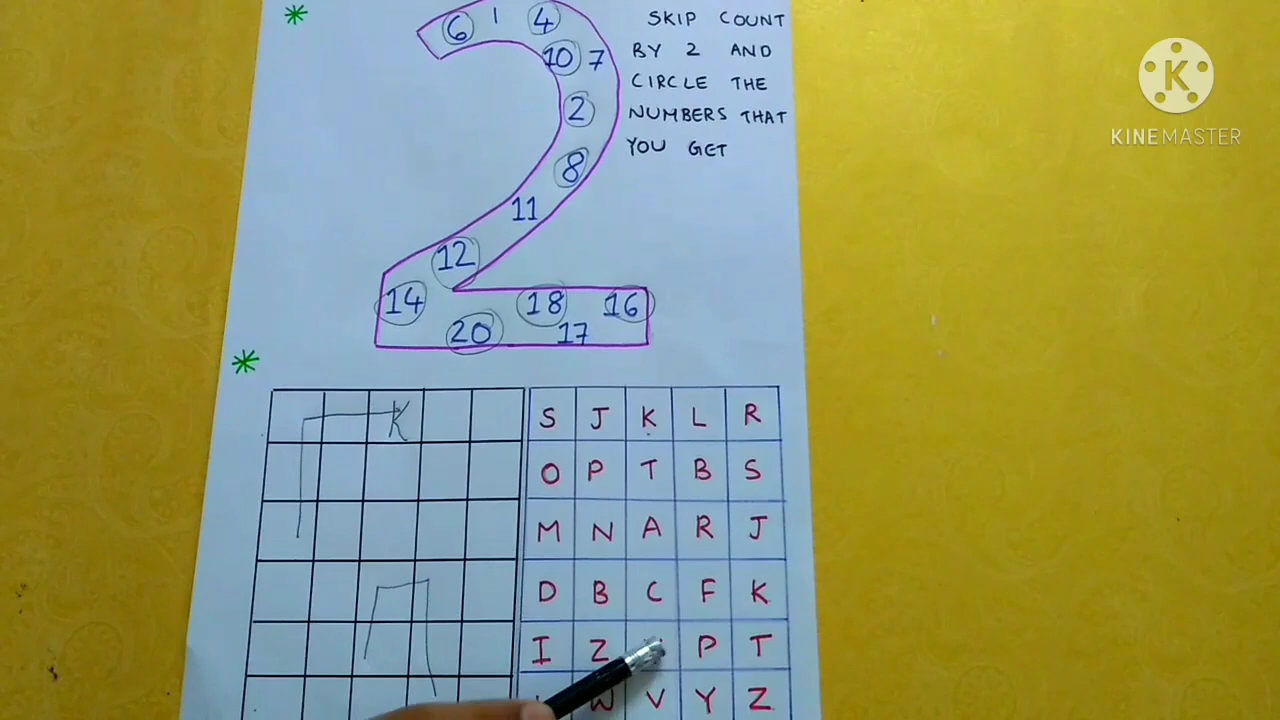 SKIP COUNT
BY 2 AND
CIRCLE THE
NUMBERS THAT
YOU GET
6 1 4
10 7
2
8
11
12
14 18 16
20 17
K
S J K L R
O P T B S
M N A R J
D B C F K
I Z P T
W V Y Z
K
KINEMASTER